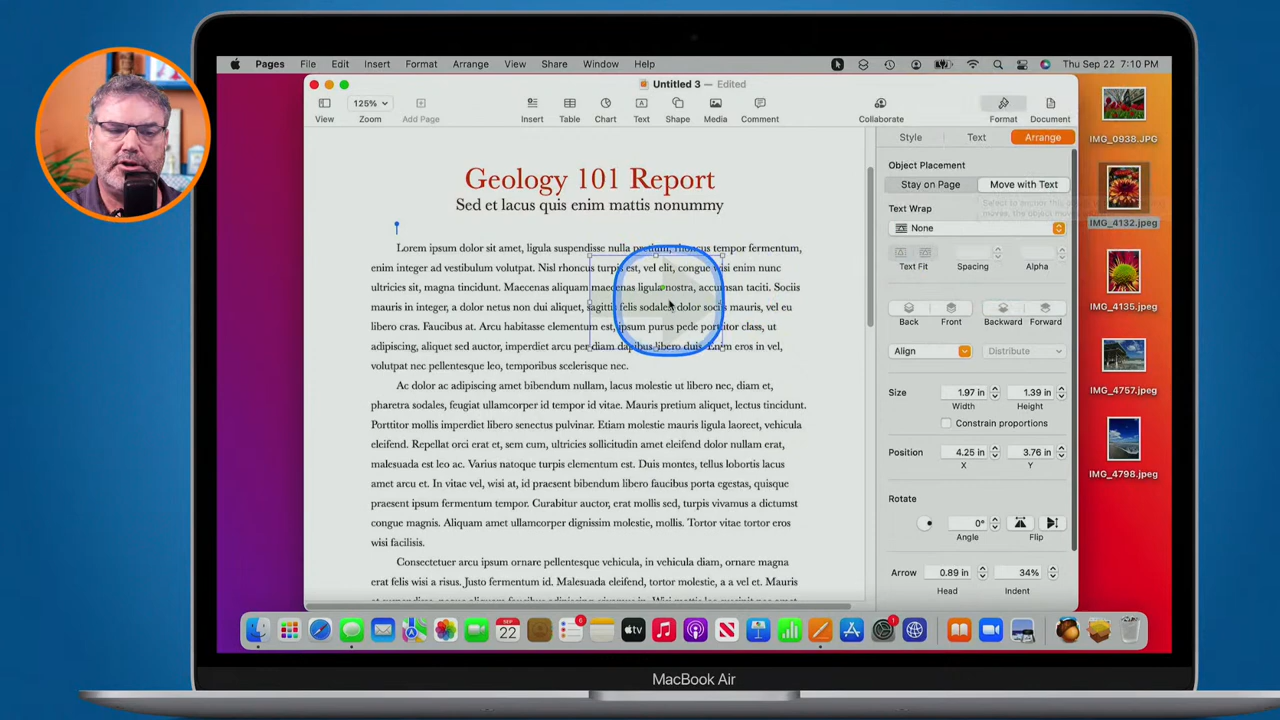 Pages File Edit Insert Format Arrange View Share Window Help Thu Sep 22 7:10 PM
Untitled 3 — Edited
125%
View Zoom Add Page Insert Table Chart Text Shape Media Comment Collaborate Format Document
Style Text Arrange
Object Placement
Stay on Page Move with Text
Text Wrap
None
Text Fit Spacing Alpha
Back Front Backward Forward
Align Distribute
Size 1.97 in 1.39 in
Width Height
Constrain proportions
Position 4.25 in 3.76 in
X Y
Rotate
0°
Angle Flip
Arrow 0.89 in 34%
Head Indent
Geology 101 Report
Sed et lacus quis enim mattis nonummy
Lorem ipsum dolor sit amet, ligula suspendisse nulla pretium, rhoncus tempor fermentum,
enim integer ad vestibulum volutpat. Nisl rhoncus turpis est, vel elit, congue wisi enim nunc
ultricies sit, magna tincidunt. Maecenas aliquam maecenas ligula nostra, accumsan taciti. Sociis
mauris in integer, a dolor netus non dui aliquet, sagittis felis sodales dolor sociis mauris, vel eu
libero cras. Faucibus at. Arcu habitasse elementum est, ipsum purus pede porttitor class, ut
aliquet sed auctor, imperdiet arcu per diam dapibus libero duis. Enim eros in vel,
volutpat nec pellentesque leo, temporibus scelerisque nec.
Ac dolor ac adipiscing amet bibendum nullam, lacus molestie ut libero nec, diam et,
pharetra sodales, feugiat ullamcorper id tempor id vitae. Mauris pretium aliquet, lectus tincidunt.
Porttitor mollis imperdiet libero senectus pulvinar. Etiam molestie mauris ligula laoreet, vehicula
eleifend. Repellat orci erat et, sem cum, ultricies sollicitudin amet eleifend dolor nullam erat,
malesuada est leo ac. Varius natoque turpis elementum est. Duis montes, tellus lobortis lacus
amet arcu et. In vitae vel, wisi at, id praesent bibendum libero faucibus porta egestas, quisque
praesent ipsum fermentum tempor. Curabitur auctor, erat mollis sed, turpis vivamus a dictumst
congue magnis. Aliquam amet ullamcorper dignissim molestie, mollis. Tortor vitae tortor eros
wisi facilisis.
Consectetuer arcu ipsum ornare pellentesque vehicula, in vehicula diam, ornare magna
erat felis wisi a risus. Justo fermentum id. Malesuada eleifend, tortor molestie, a a vel et. Mauris
IMG_0938.JPG
IMG_4132.jpeg
IMG_4135.jpeg
IMG_4757.jpeg
IMG_4798.jpeg
SEP
22
6
tv
1
MacBook Air